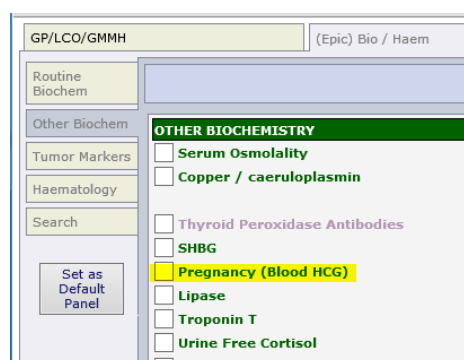 GP/LCO/GMMH
(Epic) Bio / Haem
Routine
Biochem
Other Biochem
Tumor Markers
Haematology
Search
Set as
Default
Panel
OTHER BIOCHEMISTRY
Serum Osmolality
Copper / caeruloplasmin
Thyroid Peroxidase Antibodies
SHBG
Pregnancy (Blood HCG)
Lipase
Troponin T
Urine Free Cortisol